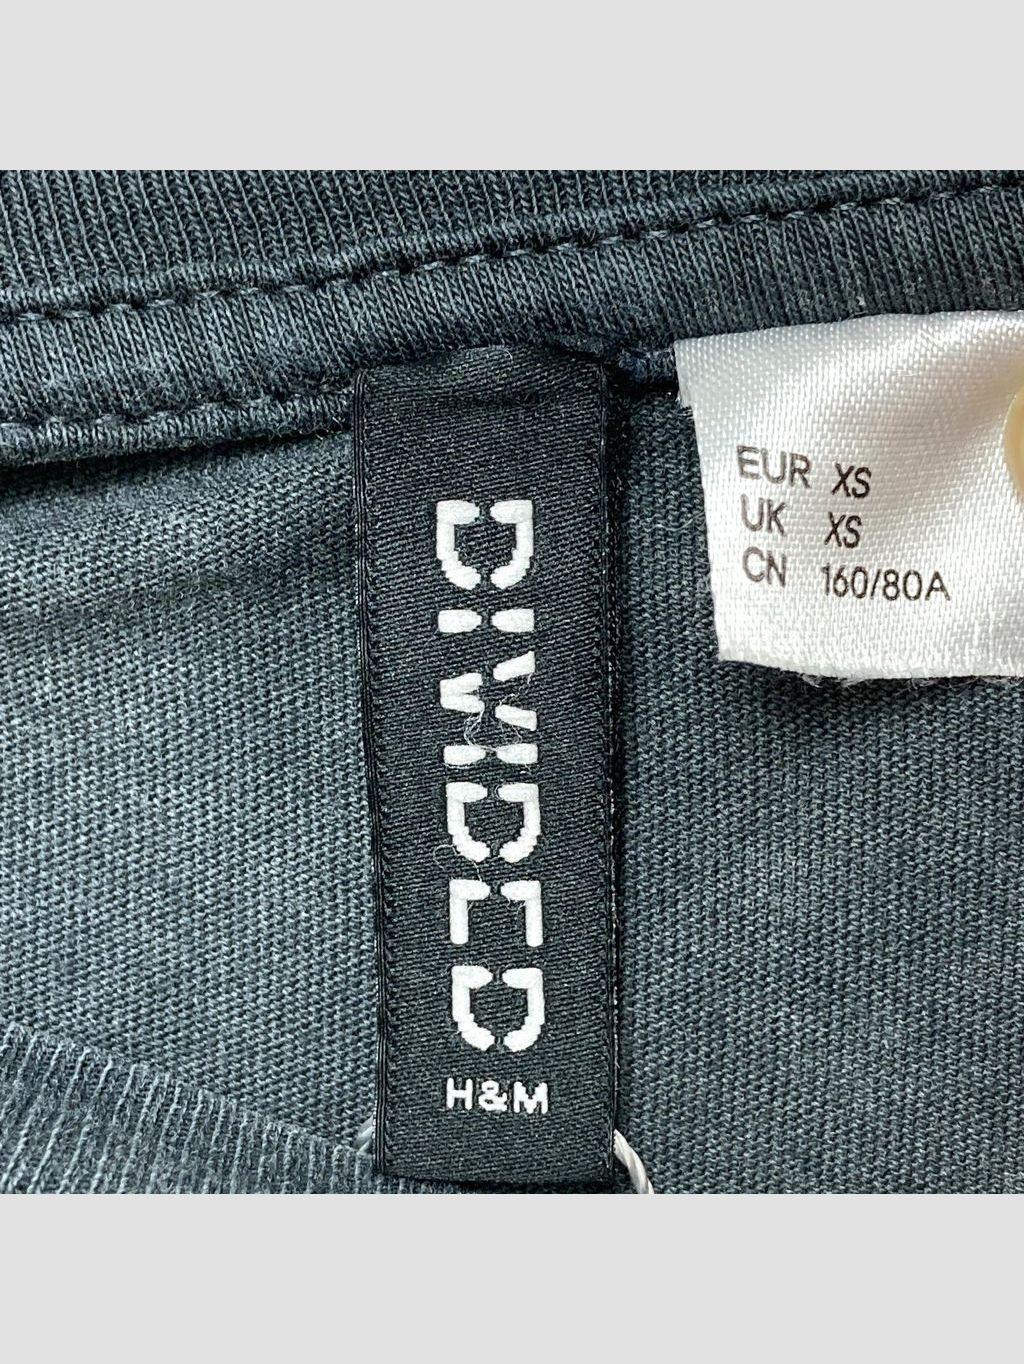 DIVIDED
H&M
EUR XS
UK XS
CN 160/80A